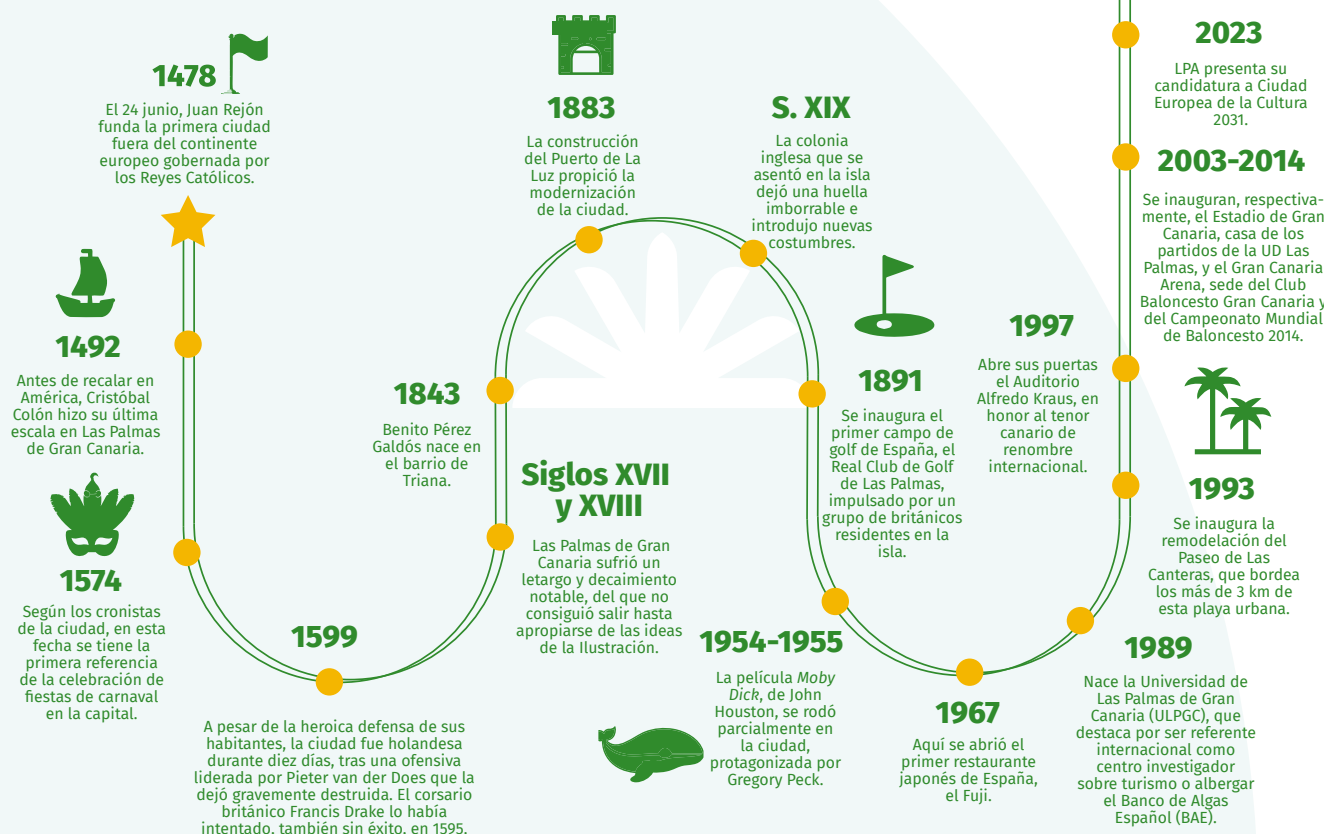 1478
El 24 junio, Juan Rejón
funda la primera ciudad
fuera del continente
europeo gobernada por
los Reyes Católicos.
1492
Antes de recalar en
América, Cristóbal
Colón hizo su última
escala en Las Palmas
de Gran Canaria.
1574
Según los cronistas
de la ciudad, en esta
fecha se tiene la
primera referencia
de la celebración de
fiestas de carnaval
en la capital.
1599
A pesar de la heroica defensa de sus
habitantes, la ciudad fue holandesa
durante diez días, tras una ofensiva
liderada por Pieter van der Does que la
dejó gravemente destruida. El corsario
británico Francis Drake lo había
intentado, también sin éxito, en 1595.
Siglos XVII
y XVIII
Las Palmas de Gran
Canaria sufrió un
letargo y decaimiento
notable, del que no
consiguió salir hasta
apropiarse de las ideas
de la Ilustración.
1843
Benito Pérez
Galdós nace en
el barrio de
Triana.
1883
La construcción
del Puerto de La
Luz propició la
modernización
de la ciudad.
S. XIX
La colonia
inglesa que se
asentó en la isla
dejó una huella
imborrable e
introdujo nuevas
costumbres.
1891
Se inaugura el
primer campo de
golf de España, el
Real Club de Golf
de Las Palmas,
impulsado por un
grupo de británicos
residentes en la
isla.
1954-1955
La película Moby
Dick, de John
Houston, se rodó
parcialmente en
la ciudad,
protagonizada por
Gregory Peck.
1967
Aquí se abrió el
primer restaurante
japonés de España,
el Fuji.
1989
Nace la Universidad de
Las Palmas de Gran
Canaria (ULPGC), que
destaca por ser referente
internacional como
centro investigador
sobre turismo o albergar
el Banco de Algas
Español (BAE).
1993
Se inaugura la
remodelación del
Paseo de Las
Canteras, que bordea
los más de 3 km de
esta playa urbana.
1997
Abre sus puertas
el Auditorio
Alfredo Kraus, en
honor al tenor
canario de
renombre
internacional.
2003-2014
Se inauguran, respectiva-
mente, el Estadio de Gran
Canaria, casa de los
partidos de la UD Las
Palmas, y el Gran Canaria
Arena, sede del Club
Baloncesto Gran Canaria y
del Campeonato Mundial
de Baloncesto 2014.
2023
LPA presenta su
candidatura a Ciudad
Europea de la Cultura
2031.